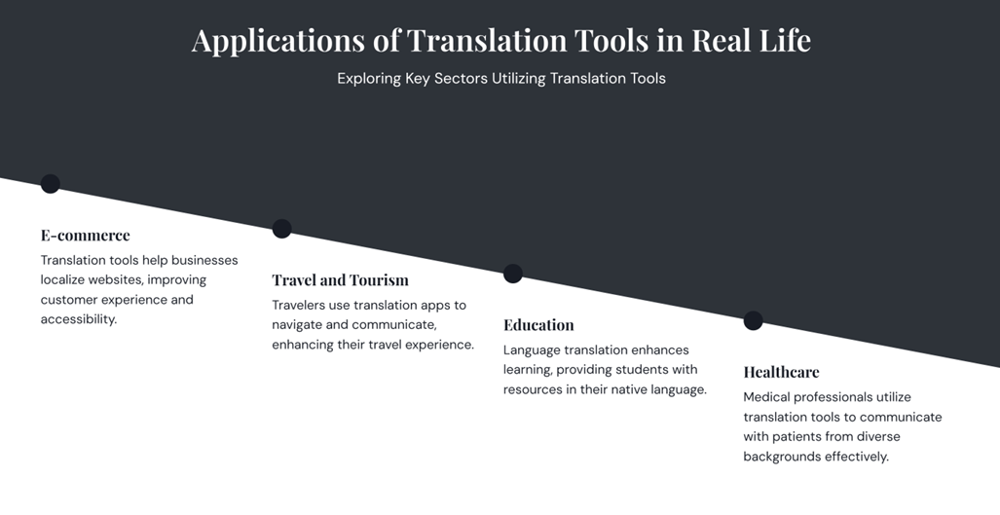 Applications of Translation Tools in Real Life
Exploring Key Sectors Utilizing Translation Tools
E-commerce
Translation tools help businesses
localize websites, improving
customer experience and
accessibility.
Travel and Tourism
Travelers use translation apps to
navigate and communicate,
enhancing their travel experience.
Education
Language translation enhances
learning, providing students with
resources in their native language.
Healthcare
Medical professionals utilize
translation tools to communicate
with patients from diverse
backgrounds effectively.